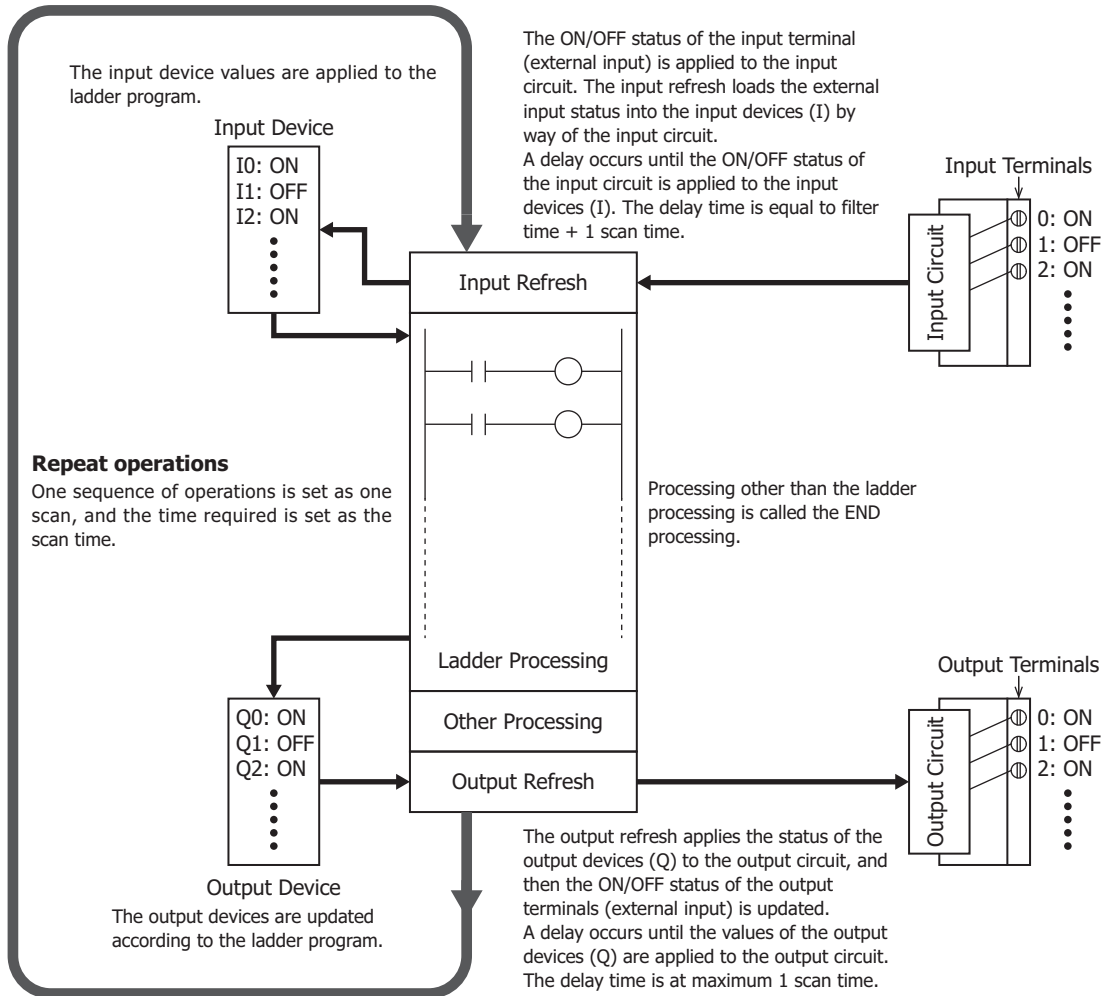 The input device values are applied to the
ladder program.
Input Device
I0: ON
I1: OFF
I2: ON
The ON/OFF status of the input terminal
(external input) is applied to the input
circuit. The input refresh loads the external
input status into the input devices (I) by
way of the input circuit.
A delay occurs until the ON/OFF status of
the input circuit is applied to the input
devices (I). The delay time is equal to filter
time + 1 scan time.
Input Terminals
Input Circuit
0: ON
1: OFF
2: ON
Input Refresh
Repeat operations
One sequence of operations is set as one
scan, and the time required is set as the
scan time.
Processing other than the ladder
processing is called the END
processing.
Ladder Processing
Other Processing
Output Refresh
Q0: ON
Q1: OFF
Q2: ON
Output Device
The output devices are updated
according to the ladder program.
Output Terminals
Output Circuit
0: ON
1: OFF
2: ON
The output refresh applies the status of the
output devices (Q) to the output circuit, and
then the ON/OFF status of the output
terminals (external input) is updated.
A delay occurs until the values of the output
devices (Q) are applied to the output circuit.
The delay time is at maximum 1 scan time.